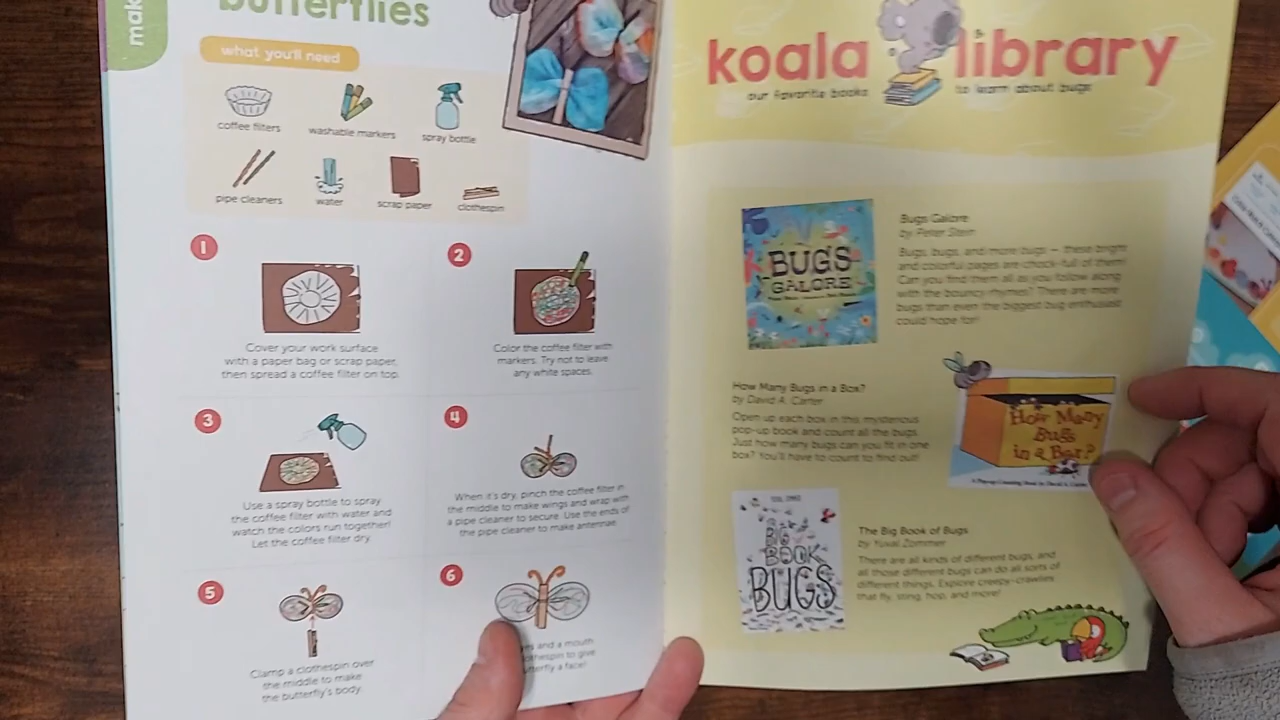 mak
butterflies
what you'll need
coffee filters
washable markers
spray bottle
pipe cleaners
water
scrap paper
clothespin
1
Cover your work surface
with a paper bag or scrap paper,
then spread a coffee filter on top.
2
Color the coffee filter with
markers. Try not to leave
any white spaces.
3
Use a spray bottle to spray
the coffee filter with water and
watch the colors run together!
Let the coffee filter dry.
4
When it's dry, pinch the coffee filter in
the middle to make wings and wrap with
a pipe cleaner to secure. Use the ends of
the pipe cleaner to make antennae.
5
Clamp a clothespin over
the middle to make
the butterfly's body.
6
yes and a mouth
othespin to give
tterfly a face!
koala library
our favorite books to learn about bugs
BUGS
GALORE
Bugs Galore
by Peter Stein
Bugs, bugs, and more bugs — these bright
and colorful pages are chock-full of them!
Can you find them all as you follow along
with the bouncy rhymes? There are more
bugs than even the biggest bug enthusiast
could hope for!
How Many Bugs in a Box?
by David A. Carter
Open up each box in this mysterious
pop-up book and count all the bugs.
Just how many bugs can you fit in one
box? You'll have to count to find out!
How Many
Bugs
in a Box?
THE
BIG
BOOK
BUGS
The Big Book of Bugs
by Yuval Zommer
There are all kinds of different bugs, and
all those different bugs can do all sorts of
different things. Explore creepy-crawlies
that fly, sting, hop, and more!